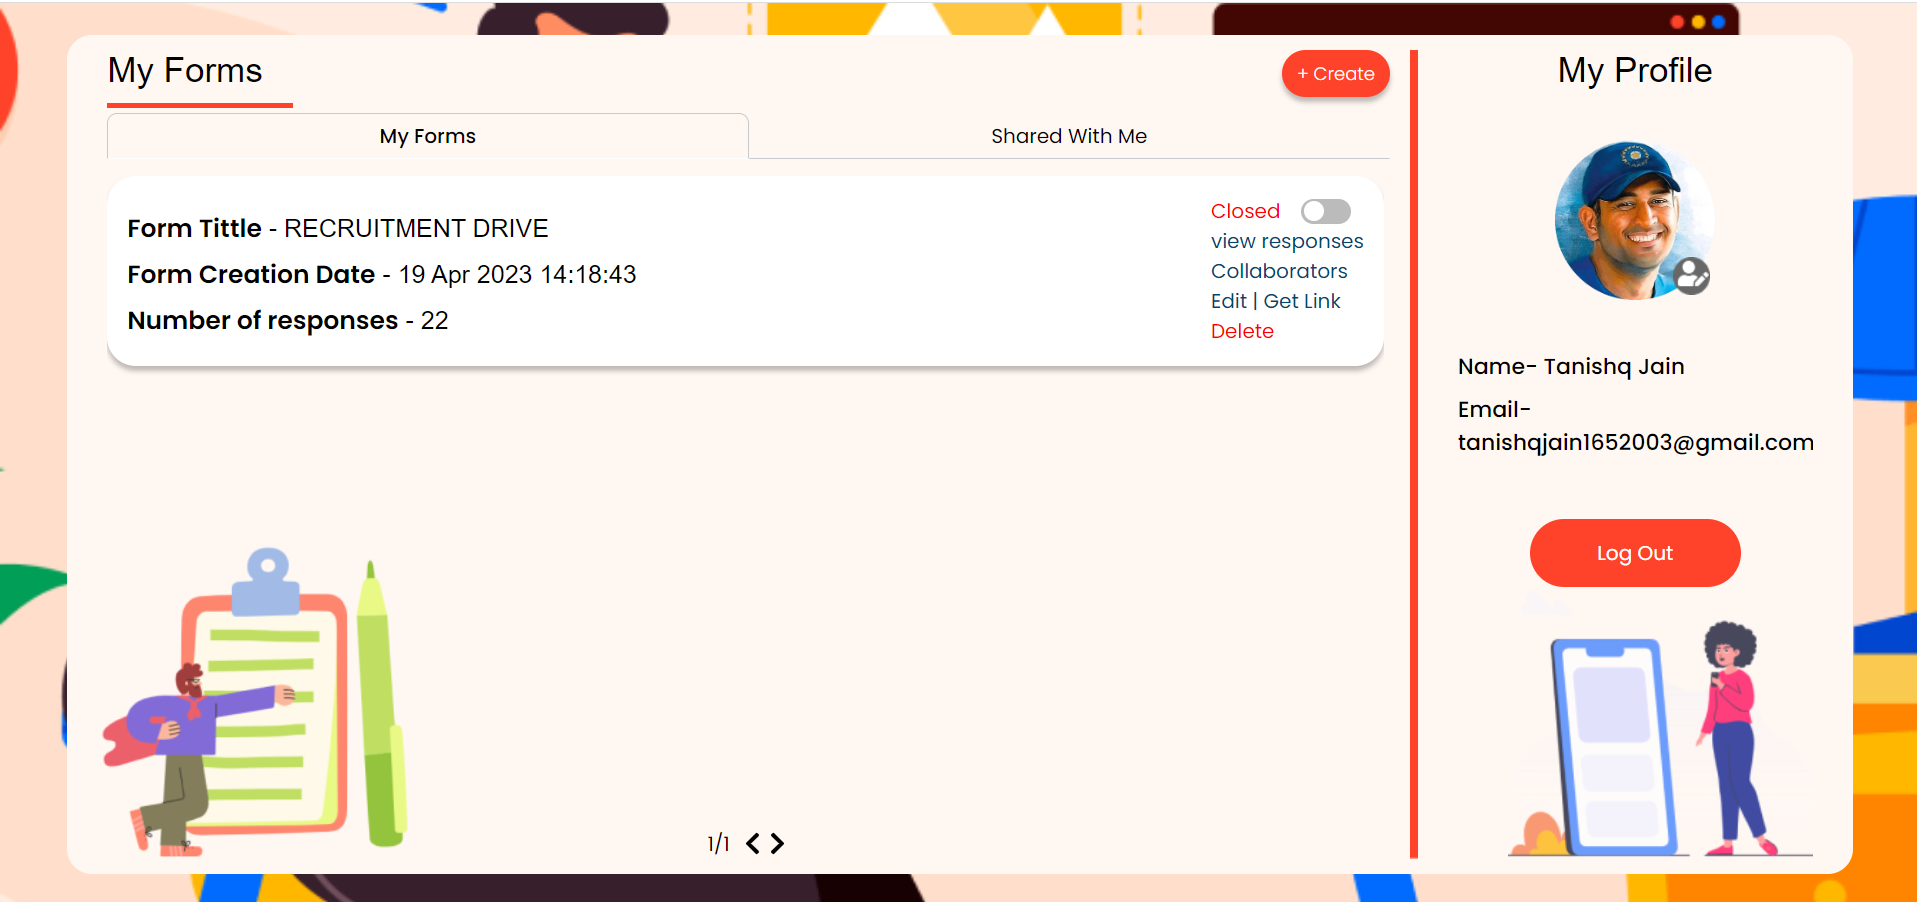 My Forms
+ Create
My Forms
Shared With Me
Form Tittle - RECRUITMENT DRIVE
Form Creation Date - 19 Apr 2023 14:18:43
Number of responses - 22
Closed
view responses
Collaborators
Edit | Get Link
Delete
1/1
My Profile
Name- Tanishq Jain
Email-
tanishqjain1652003@gmail.com
Log Out